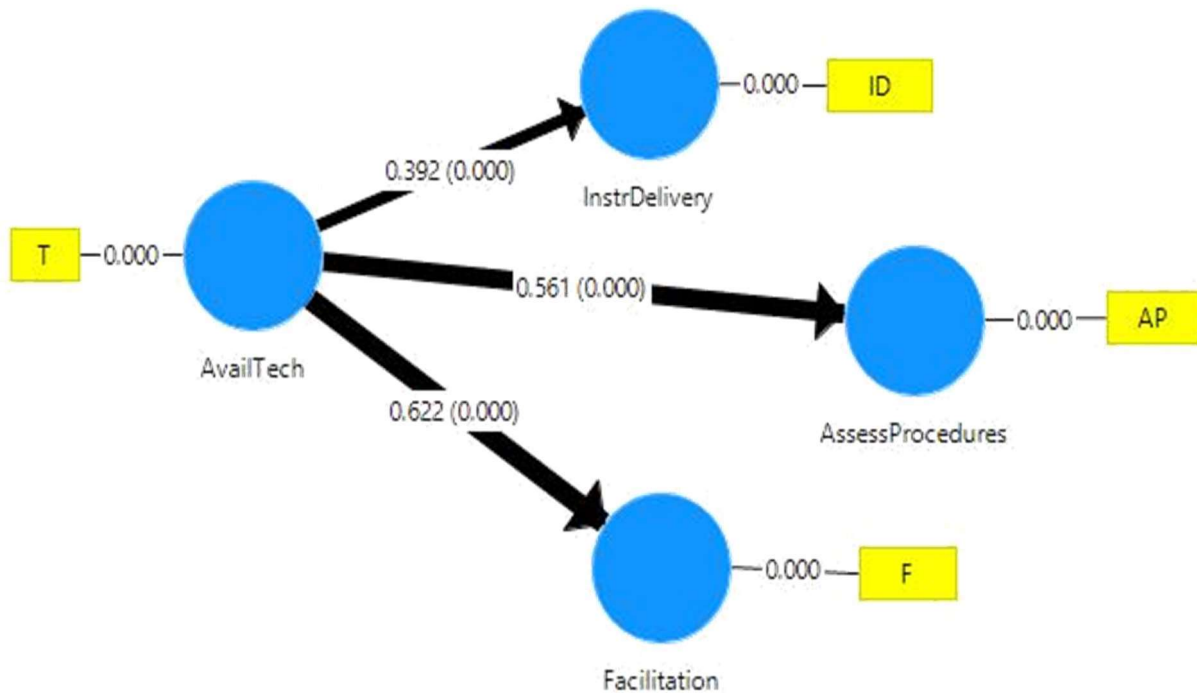 0.000
ID
0.392 (0.000)
InstrDelivery
T
0.000
0.561 (0.000)
0.000
AP
AvailTech
0.622 (0.000)
AssessProcedures
0.000
F
Facilitation